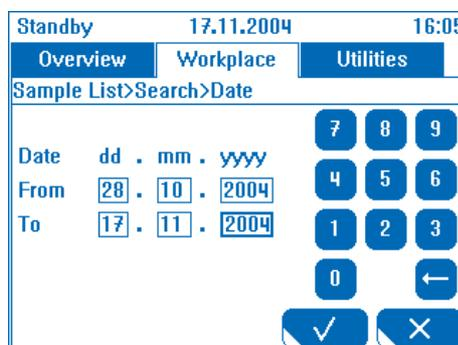 Standby 17.11.2004 16:05
Overview Workplace Utilities
Sample List>Search>Date
7 8 9
Date dd . mm . yyyy
4 5 6
From 28 . 10 . 2004
To 17 . 11 . 2004
1 2 3
0